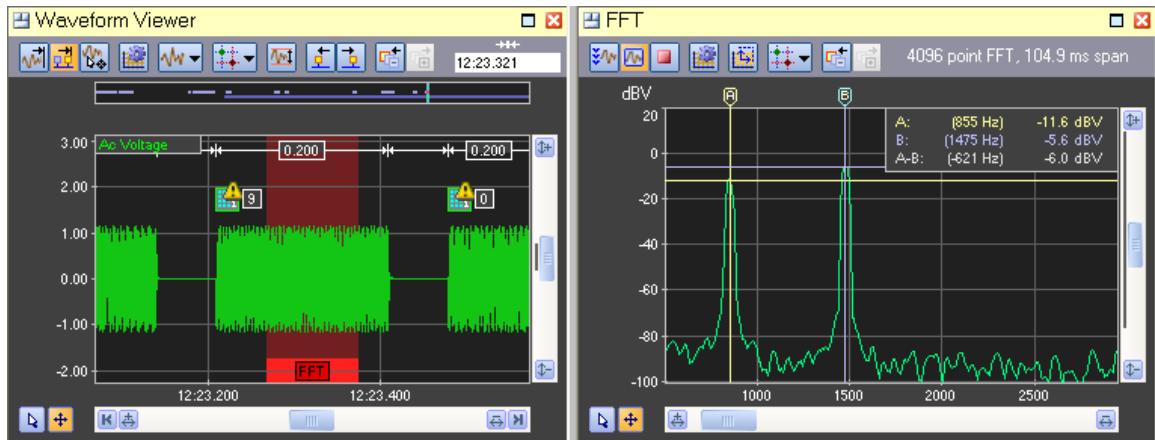 Waveform Viewer
12:23.321
Ac Voltage
3.00
2.00
1.00
0.00
-1.00
-2.00
0.200
0.200
1 9
1 0
FFT
12:23.200 12:23.400
FFT
4096 point FFT, 104.9 ms span
dBV
A B
20
0
-20
-40
-60
-80
-100
A: (855 Hz) -11.6 dBV
B: (1475 Hz) -5.6 dBV
A-B: (-621 Hz) -6.0 dBV
1000 1500 2000 2500